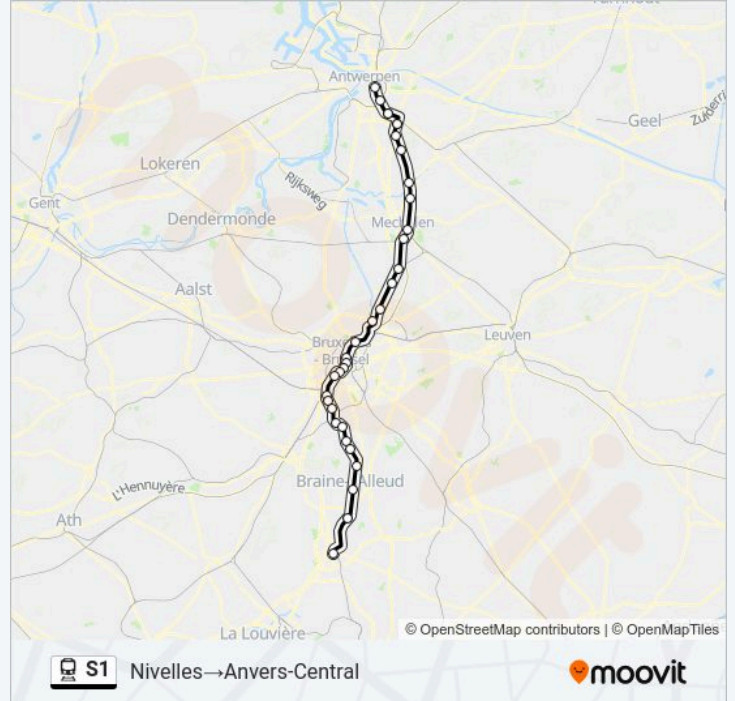 Antwerpen
Geel
Zuiderri
Lokeren
Rijksweg
Gent
Dendermonde
Mechelen
Aalst
Leuven
- Brussel
Braine-l'Alleud
L'Hennuyère
Ath
La Louvière
© OpenStreetMap contributors | © OpenMapTiles
S1 Nivelles→Anvers-Central
moovit